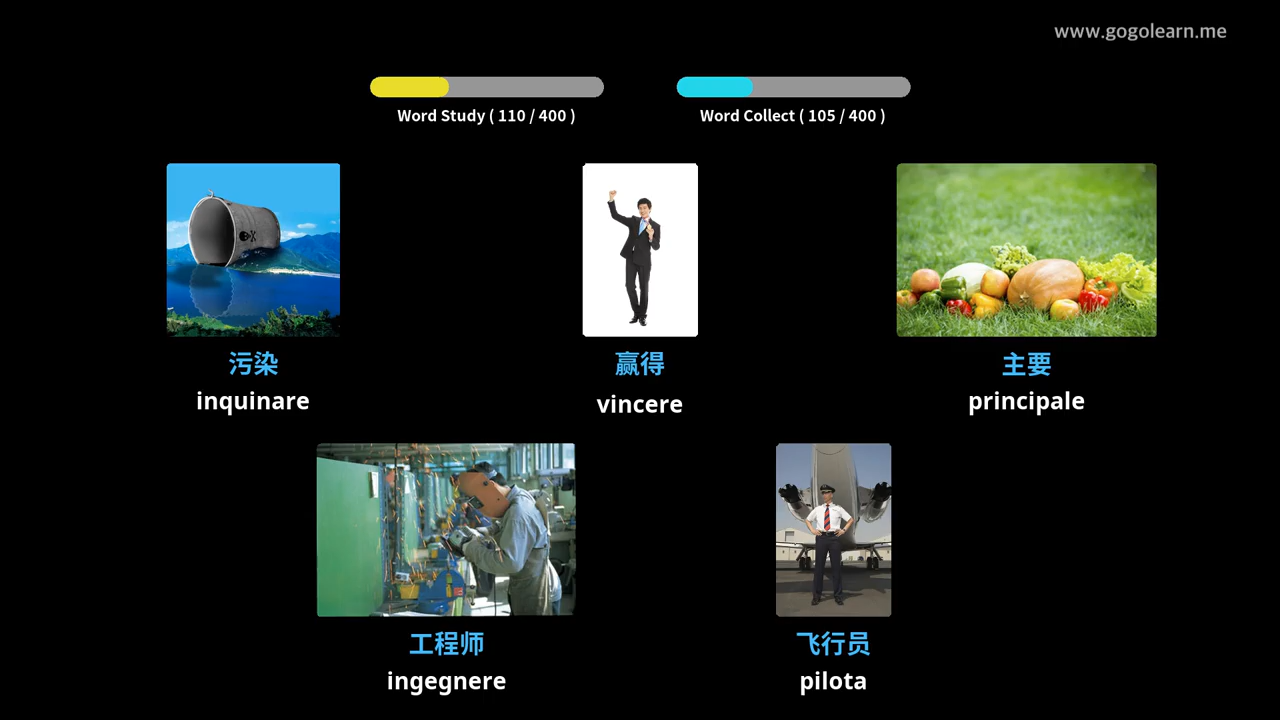 www.gogolearn.me
Word Study ( 110 / 400 )
Word Collect ( 105 / 400 )
污染
inquinare
赢得
vincere
主要
principale
工程师
ingegnere
飞行员
pilota